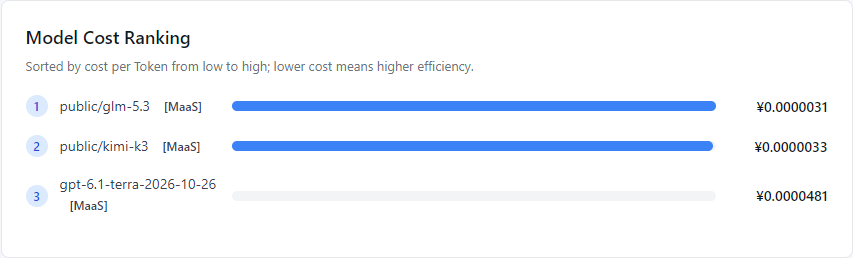 Model Cost Ranking
Sorted by cost per Token from low to high; lower cost means higher efficiency.
1 public/glm-5.3 [MaaS] ¥0.0000031
2 public/kimi-k3 [MaaS] ¥0.0000033
3 gpt-6.1-terra-2026-10-26 ¥0.0000481
[MaaS]